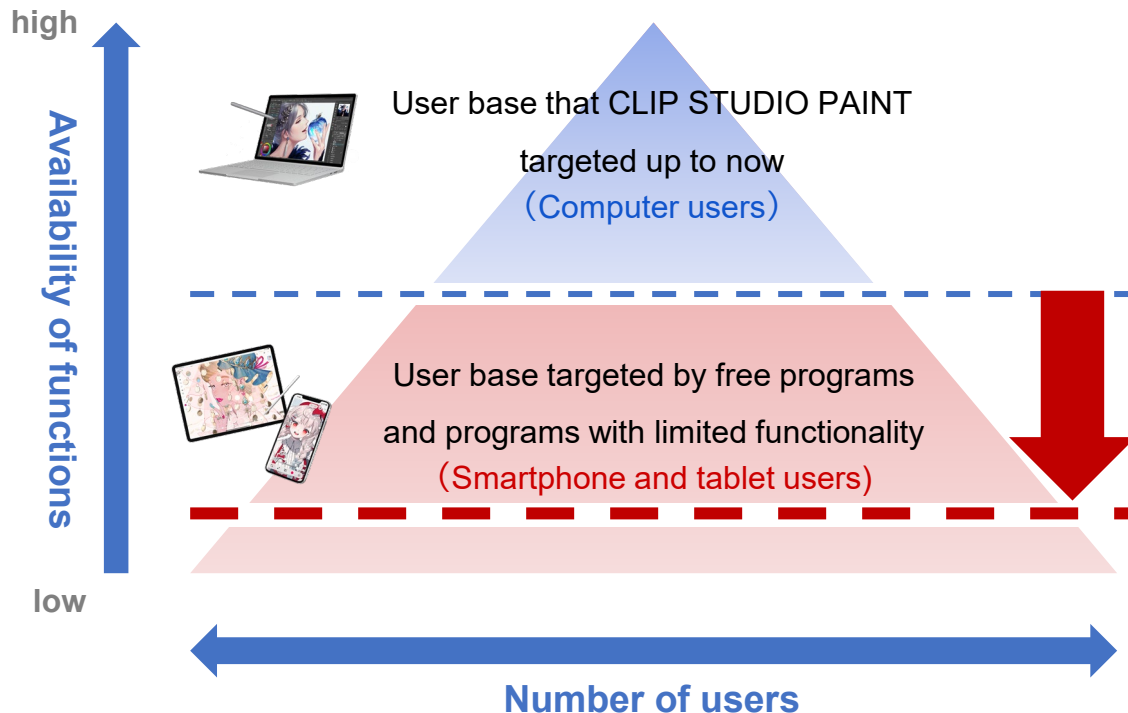 high
Availability of functions
User base that CLIP STUDIO PAINT
targeted up to now
（Computer users）
User base targeted by free programs
and programs with limited functionality
（Smartphone and tablet users)
low
Number of users